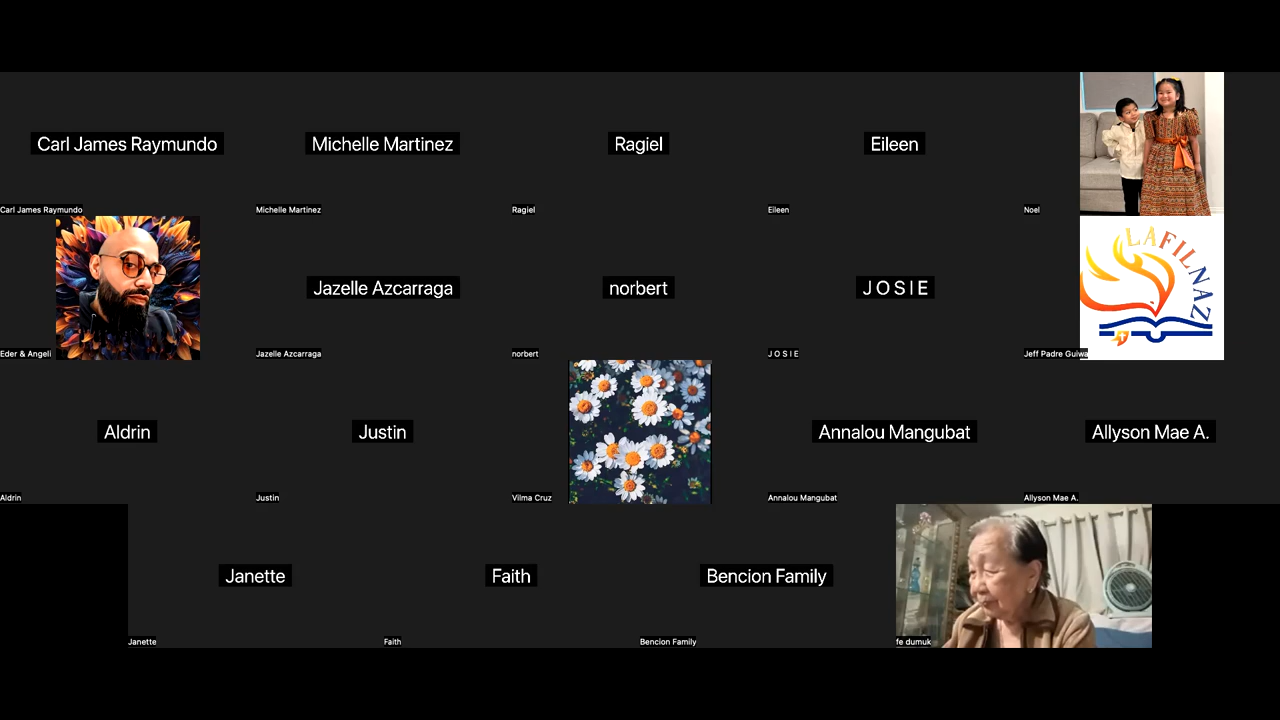 Carl James Raymundo
Michelle Martinez
Ragiel
Eileen
Carl James Raymundo
Michelle Martinez
Ragiel
Eileen
Noel
LAFILNAZ
Jazelle Azcarraga
norbert
J O S I E
Eder & Angeli
Jazelle Azcarraga
norbert
J O S I E
Jeff Padre Guiwa
Aldrin
Justin
Annalou Mangubat
Allyson Mae A.
Aldrin
Justin
Vilma Cruz
Annalou Mangubat
Allyson Mae A.
Janette
Faith
Bencion Family
Janette
Faith
Bencion Family
fe dumuk